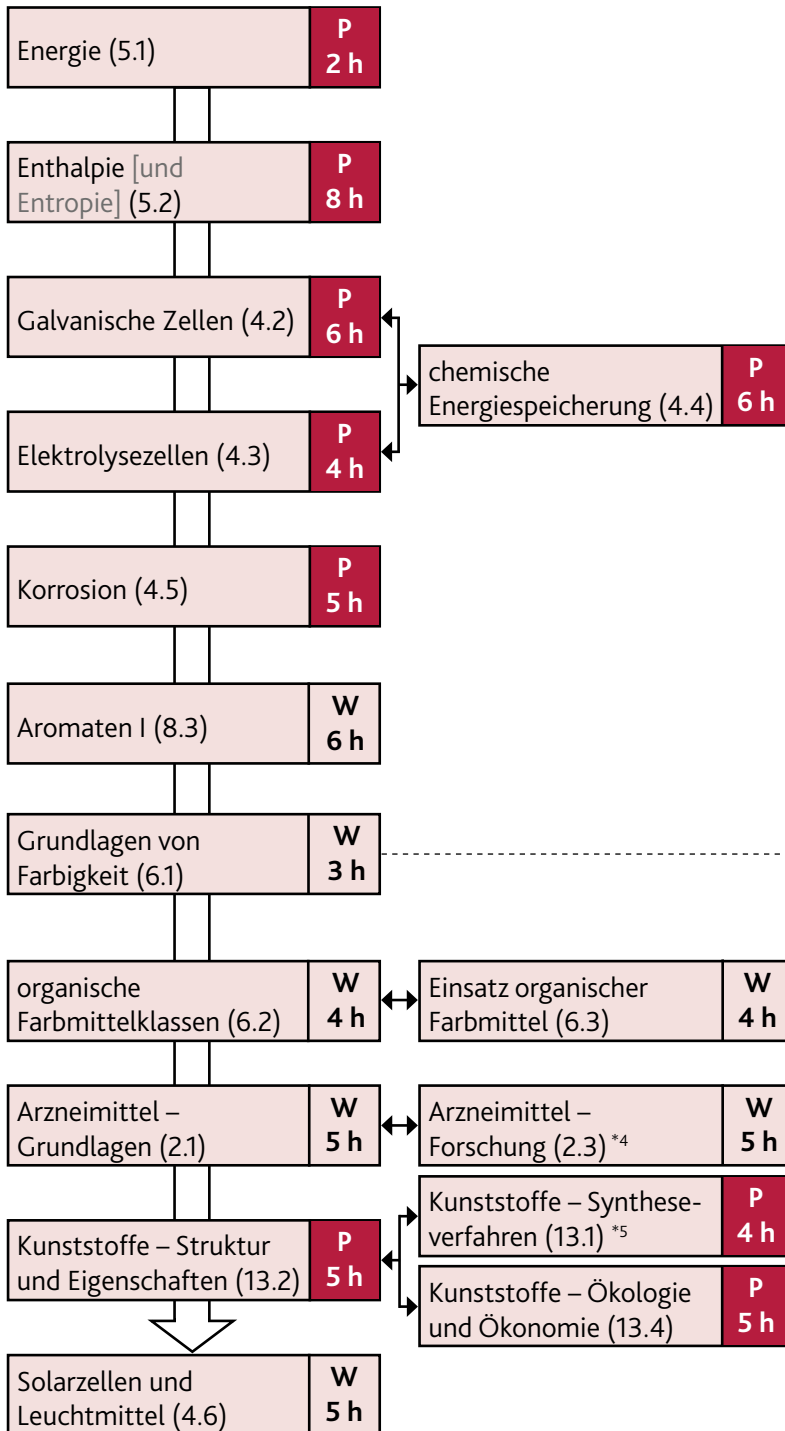 Energie (5.1)
P
2 h
Enthalpie [und
Entropie] (5.2)
P
8 h
Galvanische Zellen (4.2)
P
6 h
chemische
Energiespeicherung (4.4)
P
6 h
Elektrolysezellen (4.3)
P
4 h
Korrosion (4.5)
P
5 h
Aromaten I (8.3)
W
6 h
Grundlagen von
Farbigkeit (6.1)
W
3 h
organische
Farbmittelklassen (6.2)
W
4 h
Einsatz organischer
Farbmittel (6.3)
W
4 h
Arzneimittel –
Grundlagen (2.1)
W
5 h
Arzneimittel –
Forschung (2.3) *4
W
5 h
Kunststoffe – Synthese-
verfahren (13.1) *5
P
4 h
Kunststoffe – Struktur
und Eigenschaften (13.2)
P
5 h
Kunststoffe – Ökologie
und Ökonomie (13.4)
P
5 h
Solarzellen und
Leuchtmittel (4.6)
W
5 h